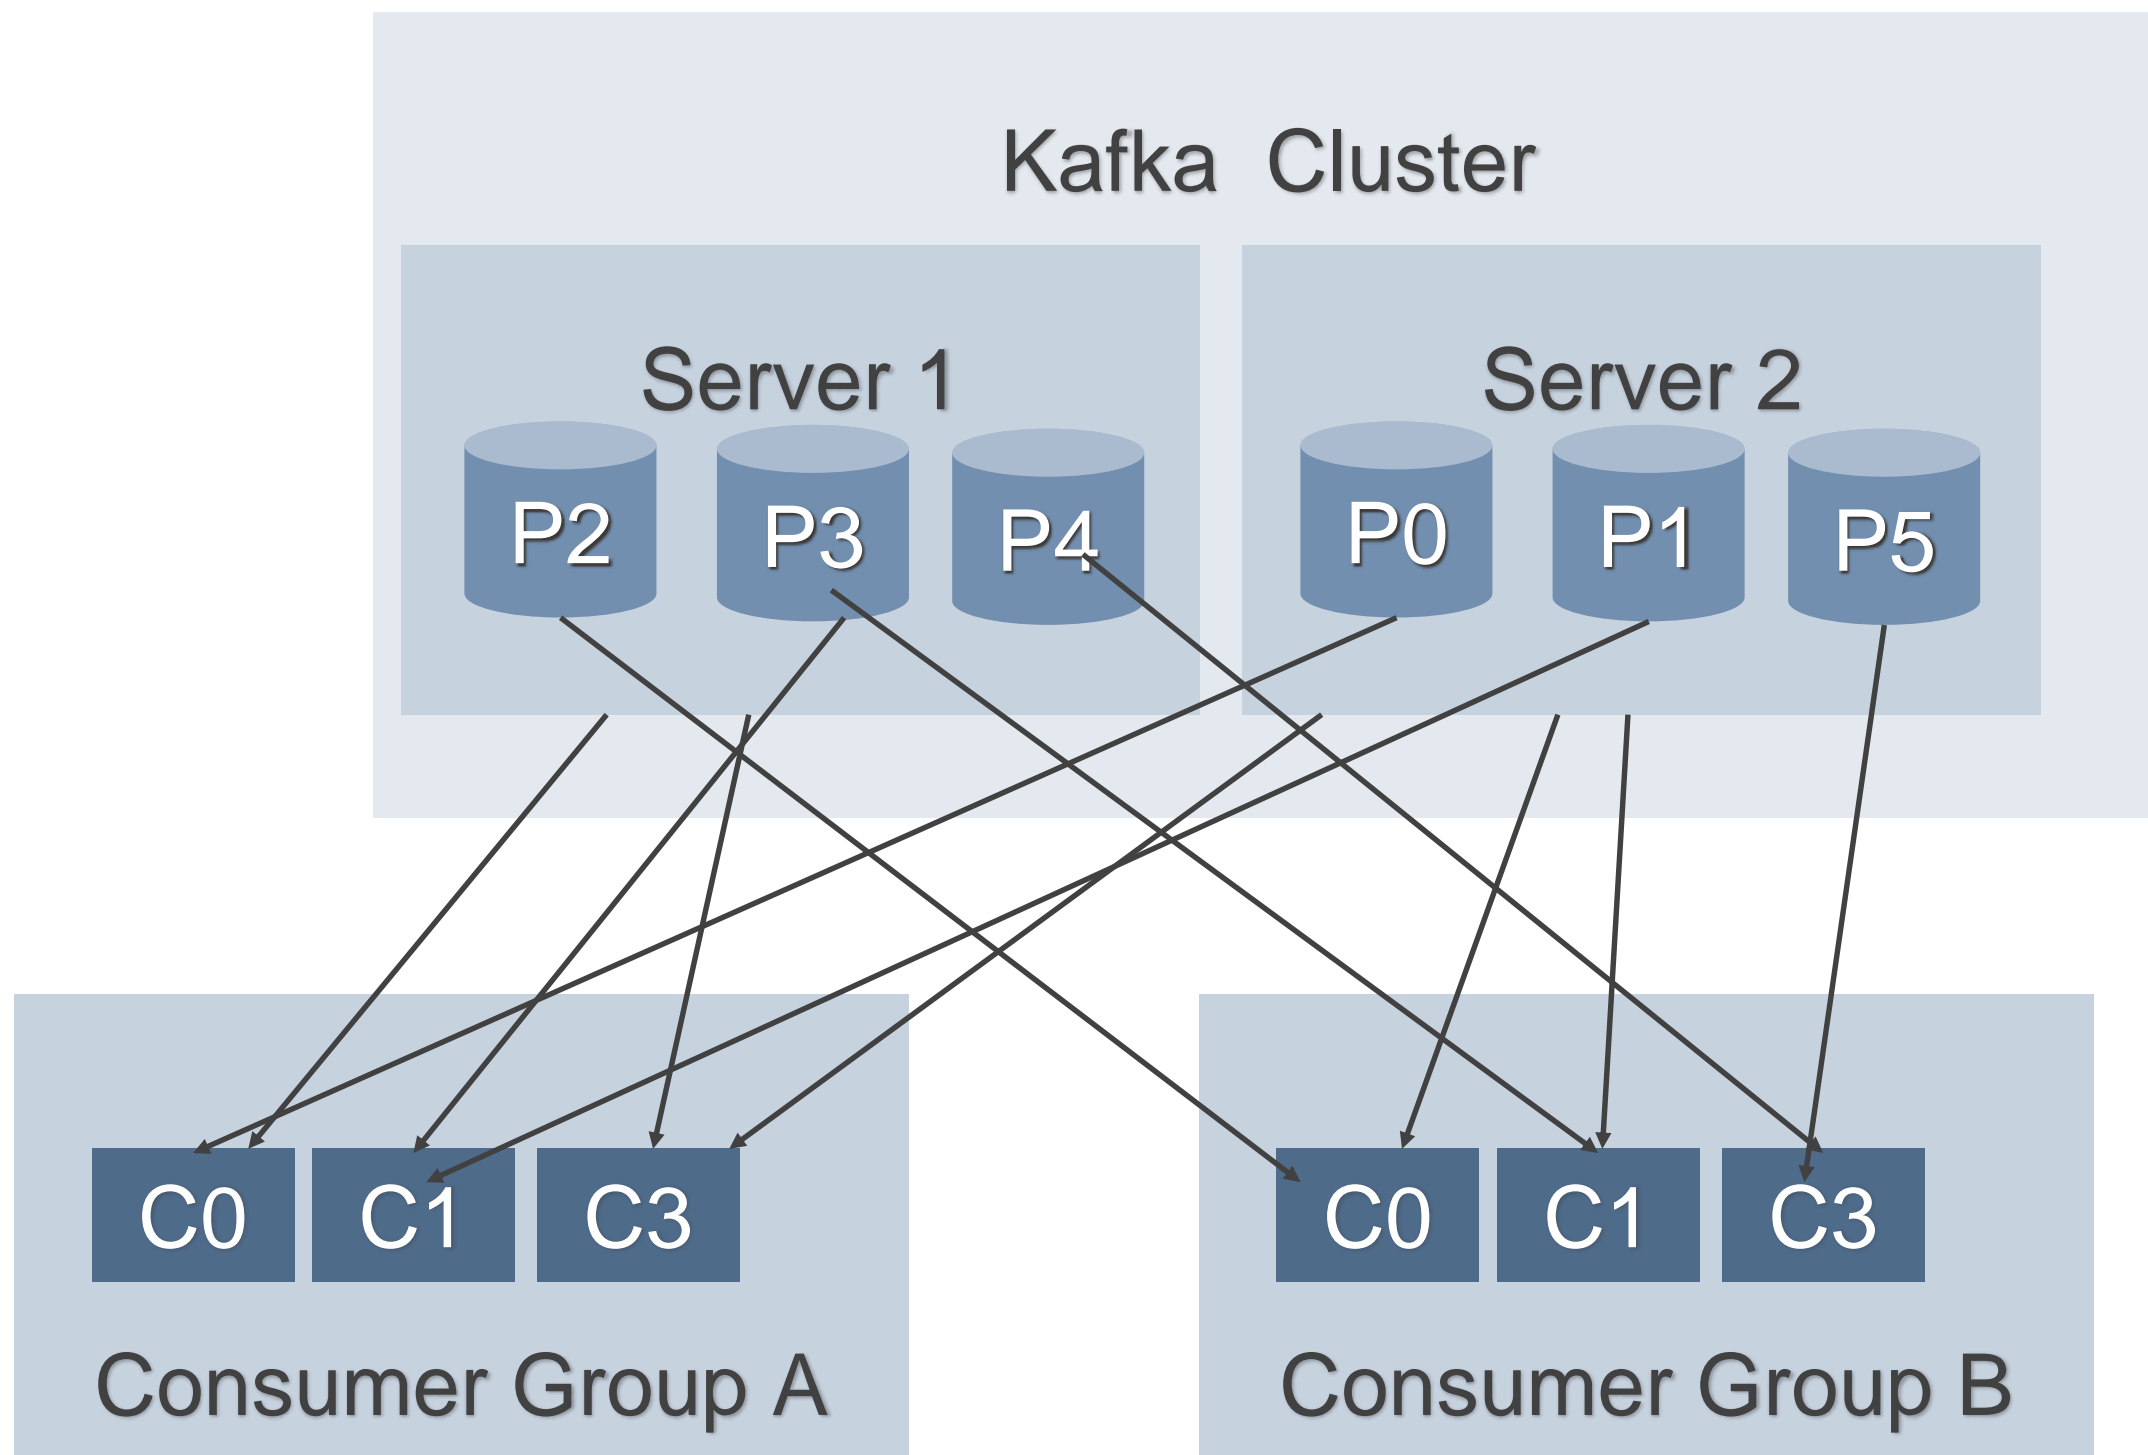 Kafka  Cluster
Server 1
Server 2
P2
P3
P4
P0
P1
P5
C0
C1
C3
C0
C1
C3
Consumer Group A
Consumer Group B